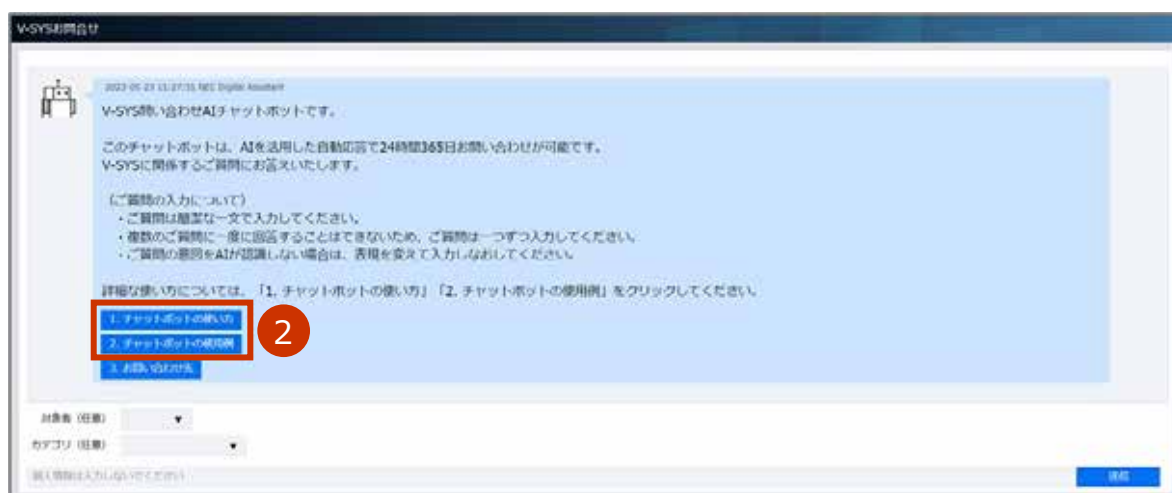 V-SYSお問合せ
2022-05-23 11:27:31 NEC Digital Assistant
V-SYS問い合わせAIチャットボットです。
このチャットボットは、AIを活用した自動応答で24時間365日お問い合わせが可能です。
V-SYSに関係するご質問にお答えいたします。
（ご質問の入力について）
・ご質問は簡潔な一文で入力してください。
・複数のご質問に一度に回答することはできないため、ご質問は一つずつ入力してください。
・ご質問の意図をAIが認識しない場合は、表現を変えて入力しなおしてください。
詳細な使い方については、「1. チャットボットの使い方」「2. チャットボットの使用例」をクリックしてください。
1. チャットボットの使い方
2. チャットボットの使用例
2
3. お問い合わせ先
対象者（任意）
カテゴリ（任意）
個人情報は入力しないでください
送信